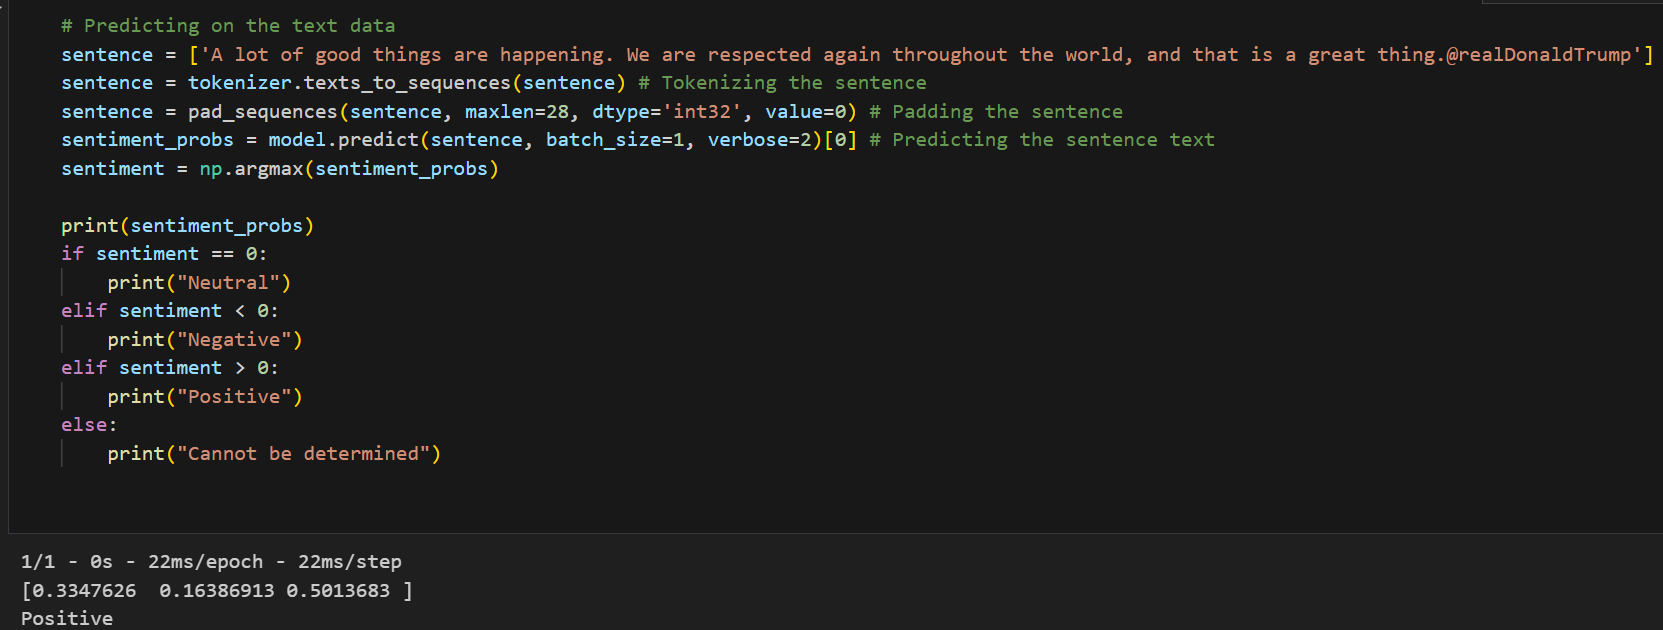 # Predicting on the text data
sentence = ['A lot of good things are happening. We are respected again throughout the world, and that is a great thing.@realDonaldTrump']
sentence = tokenizer.texts_to_sequences(sentence) # Tokenizing the sentence
sentence = pad_sequences(sentence, maxlen=28, dtype='int32', value=0) # Padding the sentence
sentiment_probs = model.predict(sentence, batch_size=1, verbose=2)[0] # Predicting the sentence text
sentiment = np.argmax(sentiment_probs)

print(sentiment_probs)
if sentiment == 0:
    print("Neutral")
elif sentiment < 0:
    print("Negative")
elif sentiment > 0:
    print("Positive")
else:
    print("Cannot be determined")
1/1 - 0s - 22ms/epoch - 22ms/step
[0.3347626  0.16386913 0.5013683 ]
Positive